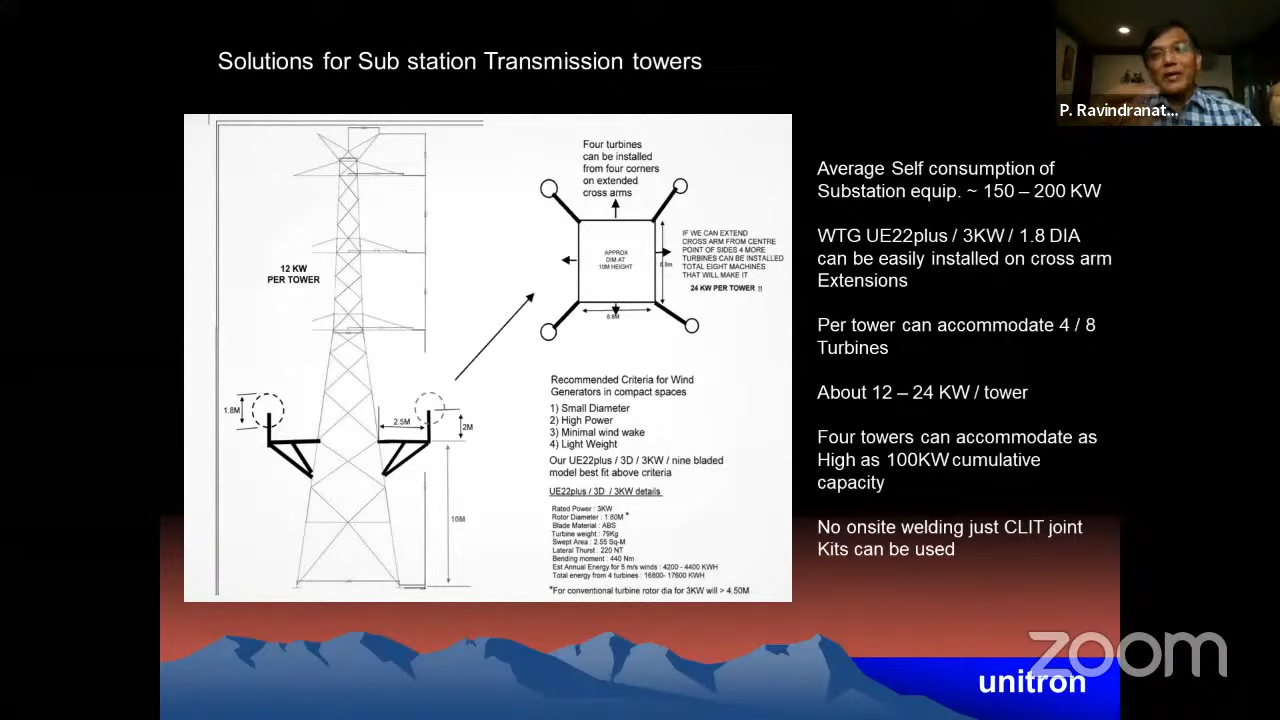 Solutions for Sub station Transmission towers
P. Ravindranat...
Four turbines
can be installed
from four corners
on extended
cross arms
12 KW
PER TOWER
APPROX
DIM AT
10M HEIGHT
6.8m
6.8M
IF WE CAN EXTEND
CROSS ARM FROM CENTRE
POINT OF SIDES 4 MORE
TURBINES CAN BE INSTALLED
TOTAL EIGHT MACHINES
THAT WILL MAKE IT
24 KW PER TOWER !!
1.8M
2.5M
2M
10M
Recommended Criteria for Wind
Generators in compact spaces
1) Small Diameter
2) High Power
3) Minimal wind wake
4) Light Weight
Our UE22plus / 3D / 3KW / nine bladed
model best fit above criteria
UE22plus / 3D / 3KW details
Rated Power : 3KW
Rotor Diameter : 1.80M *
Blade Material : ABS
Turbine weight : 79Kg
Swept Area : 2.55 Sq-M
Lateral Thurst : 220 NT
Bending moment : 440 Nm
Est Annual Energy for 5 m/s winds : 4200 - 4400 KWH
Total energy from 4 turbines : 16800- 17600 KWH
*For conventional turbine rotor dia for 3KW will > 4.50M
Average Self consumption of
Substation equip. ~ 150 – 200 KW
WTG UE22plus / 3KW / 1.8 DIA
can be easily installed on cross arm
Extensions
Per tower can accommodate 4 / 8
Turbines
About 12 – 24 KW / tower
Four towers can accommodate as
High as 100KW cumulative
capacity
No onsite welding just CLIT joint
Kits can be used
zoom
unitron